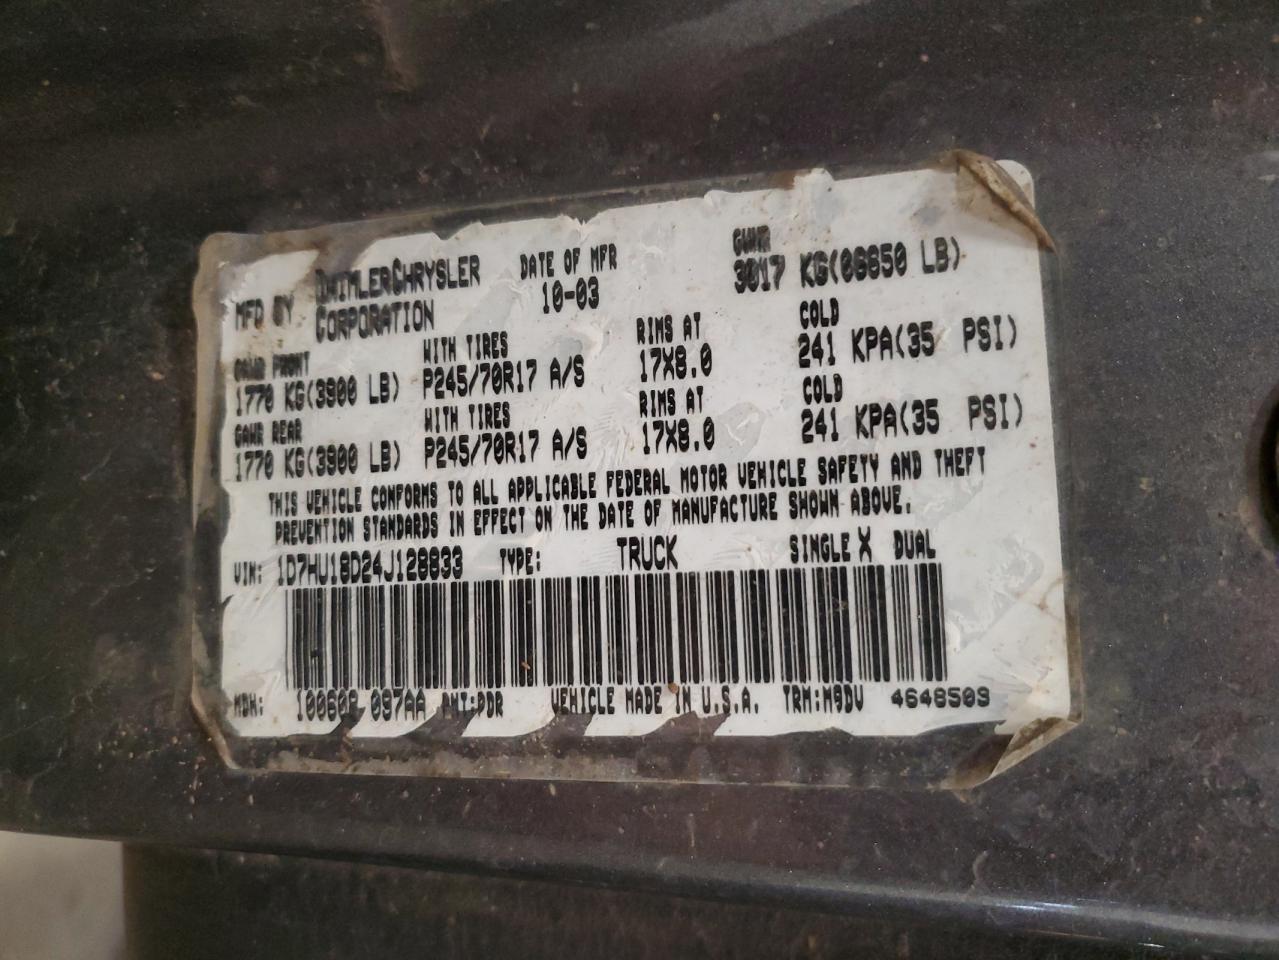 MFD BY DAIMLERCHRYSLER CORPORATION
DATE OF MFR 10-03
GVWR 3017 KG(06650 LB)
GAWR FRONT WITH TIRES RIMS AT COLD
1770 KG(3900 LB) P245/70R17 A/S 17X8.0 241 KPA(35 PSI)
GAWR REAR WITH TIRES RIMS AT COLD
1770 KG(3900 LB) P245/70R17 A/S 17X8.0 241 KPA(35 PSI)
THIS VEHICLE CONFORMS TO ALL APPLICABLE FEDERAL MOTOR VEHICLE SAFETY AND THEFT
PREVENTION STANDARDS IN EFFECT ON THE DATE OF MANUFACTURE SHOWN ABOVE.
VIN: 1D7HU18D24J128833 TYPE: TRUCK SINGLE X DUAL
MDH: 100602 097AA PNT:PDR VEHICLE MADE IN U.S.A. TRM:M9DV 4648509